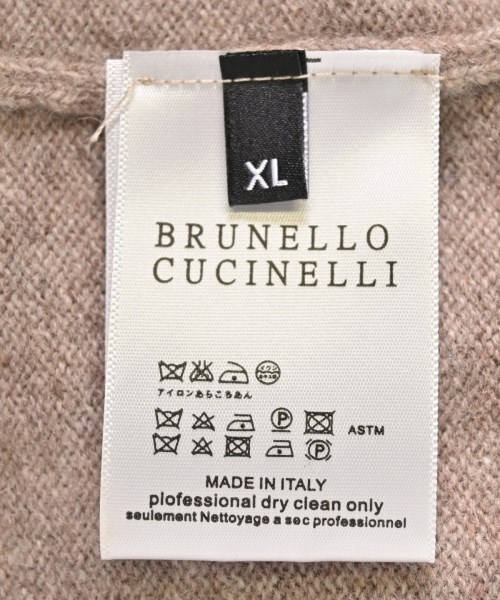 XL
BRUNELLO
CUCINELLI
アイロンあらころあん
P
ASTM
P
MADE IN ITALY
plofessional dry clean only
seulement Nettoyage a sec professionnel